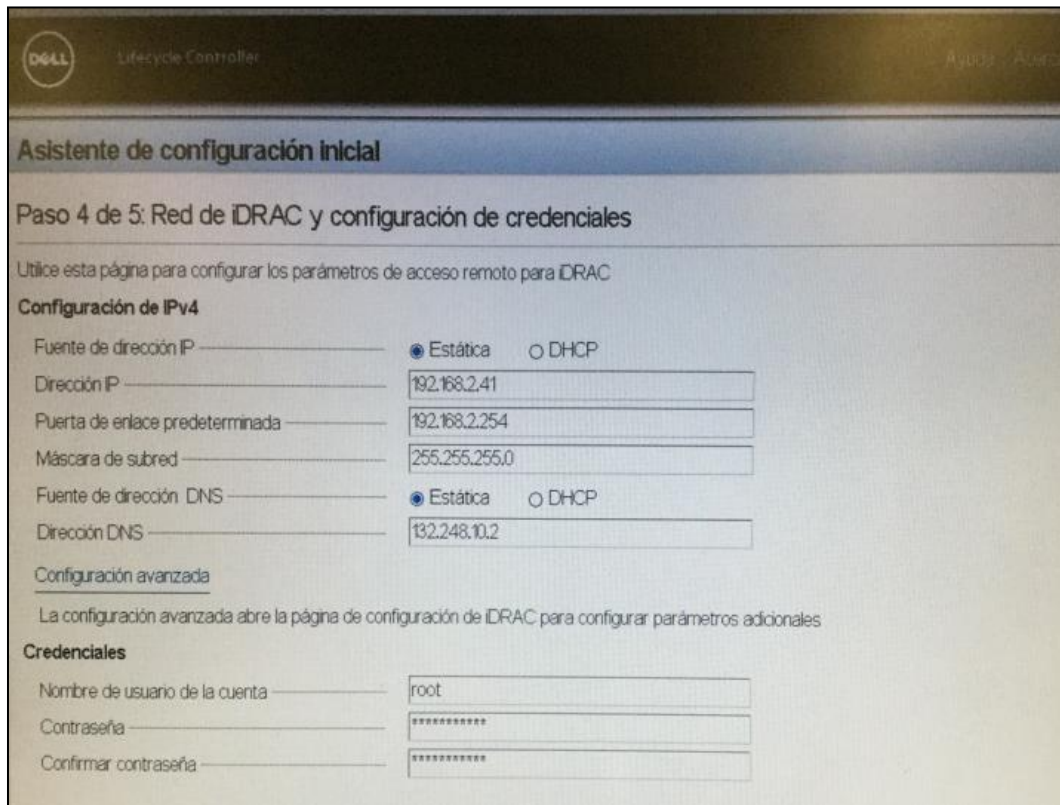 DELL
Lifecycle Controller
Ayuda
Asistente de configuración inicial
Paso 4 de 5: Red de iDRAC y configuración de credenciales
Utilice esta página para configurar los parámetros de acceso remoto para iDRAC
Configuración de IPv4
Fuente de dirección IP Estática DHCP
Dirección IP 192.168.2.41
Puerta de enlace predeterminada 192.168.2.254
Máscara de subred 255.255.255.0
Fuente de dirección DNS Estática DHCP
Dirección DNS 132.248.10.2
Configuración avanzada
La configuración avanzada abre la página de configuración de iDRAC para configurar parámetros adicionales
Credenciales
Nombre de usuario de la cuenta root
Contraseña ***********
Confirmar contraseña ***********